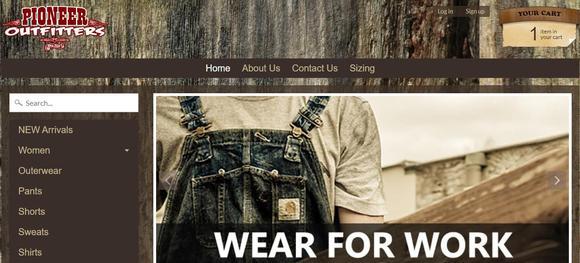 PIONEER
OUTFITTERS
Log in
Sign up
YOUR CART
1 item in your cart
Home
About Us
Contact Us
Sizing
Search...
NEW Arrivals
Women
Outerwear
Pants
Shorts
Sweats
Shirts
WEAR FOR WORK